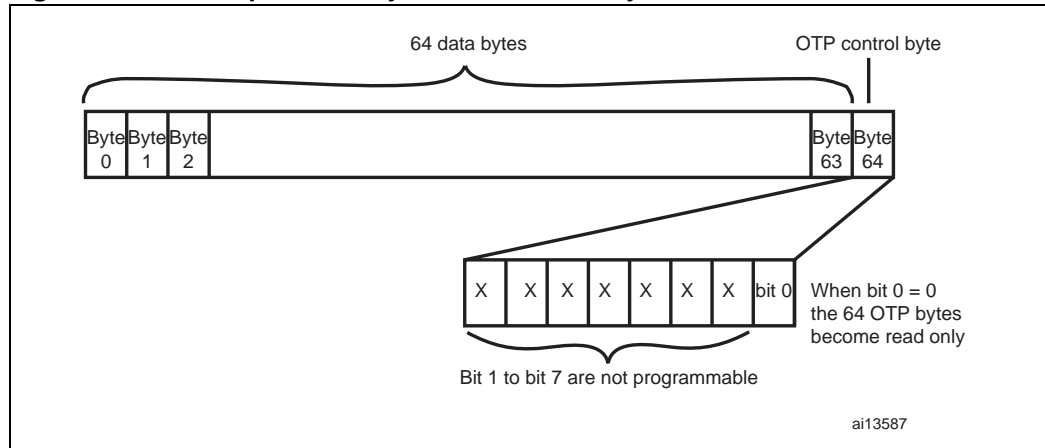 64 data bytes
OTP control byte
Byte Byte Byte Byte Byte
0 1 2 63 64
X X X X X X X bit 0
When bit 0 = 0
the 64 OTP bytes
become read only
Bit 1 to bit 7 are not programmable
ai13587